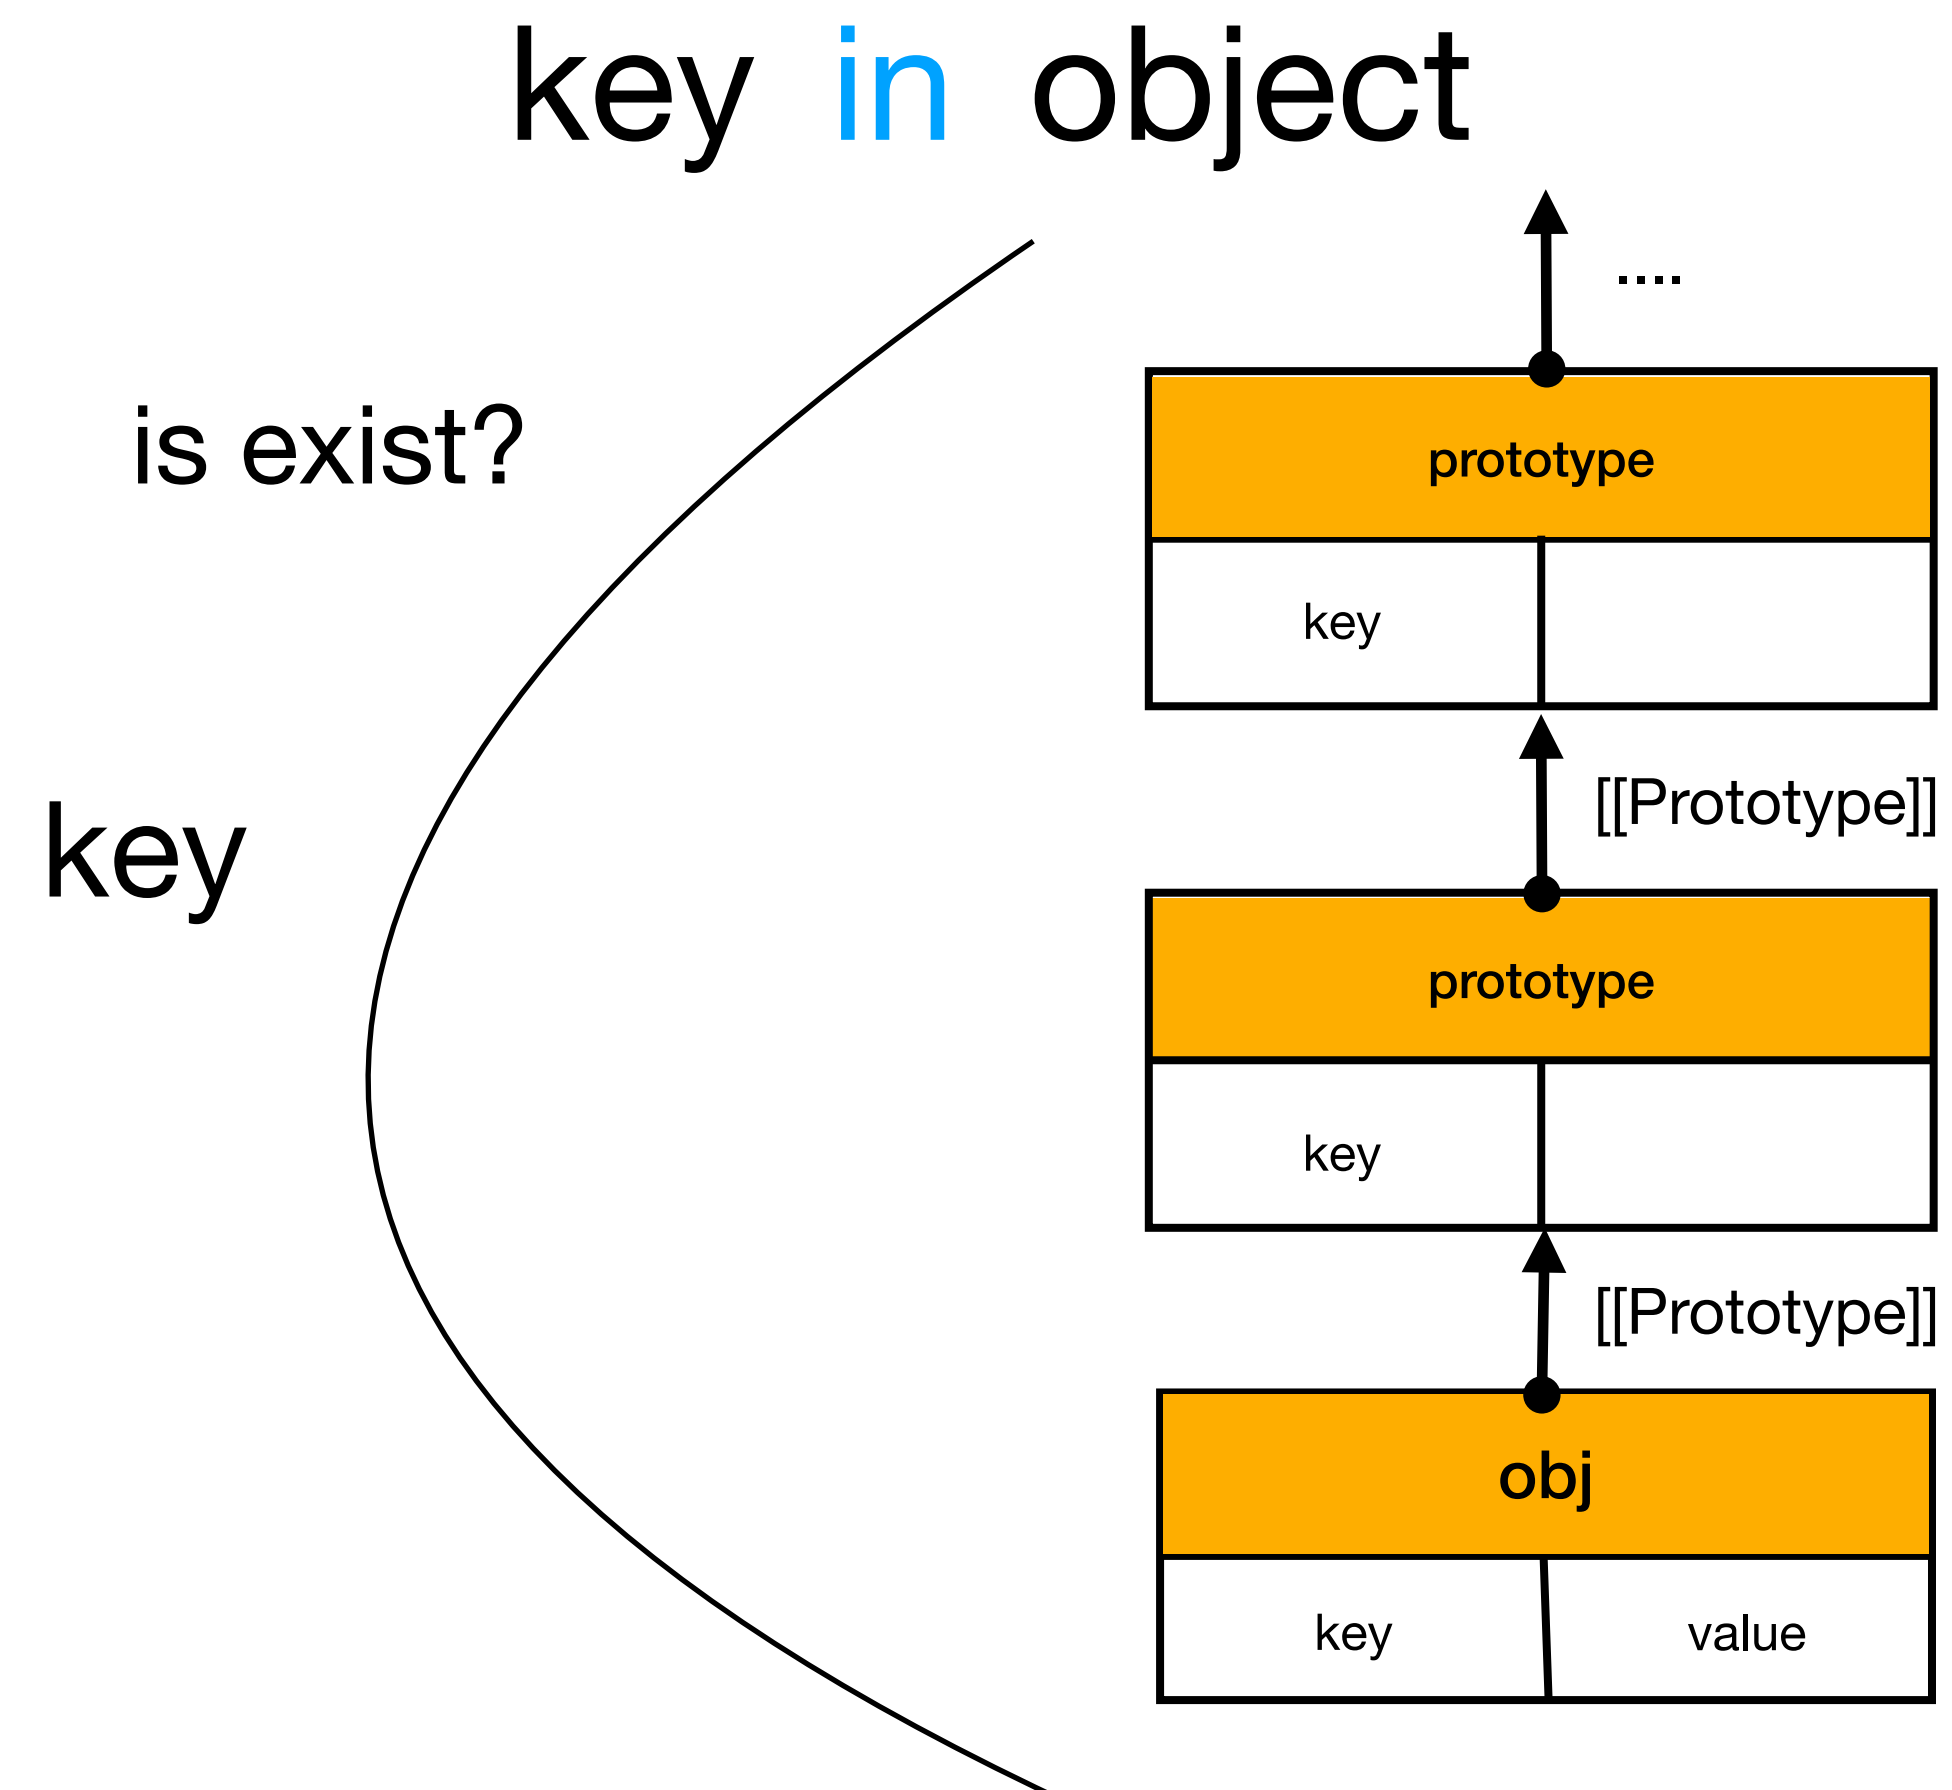 key in object
.....
is exist?
prototype
key
[[Prototype]]
key
prototype
key
[[Prototype]]
obj
key value